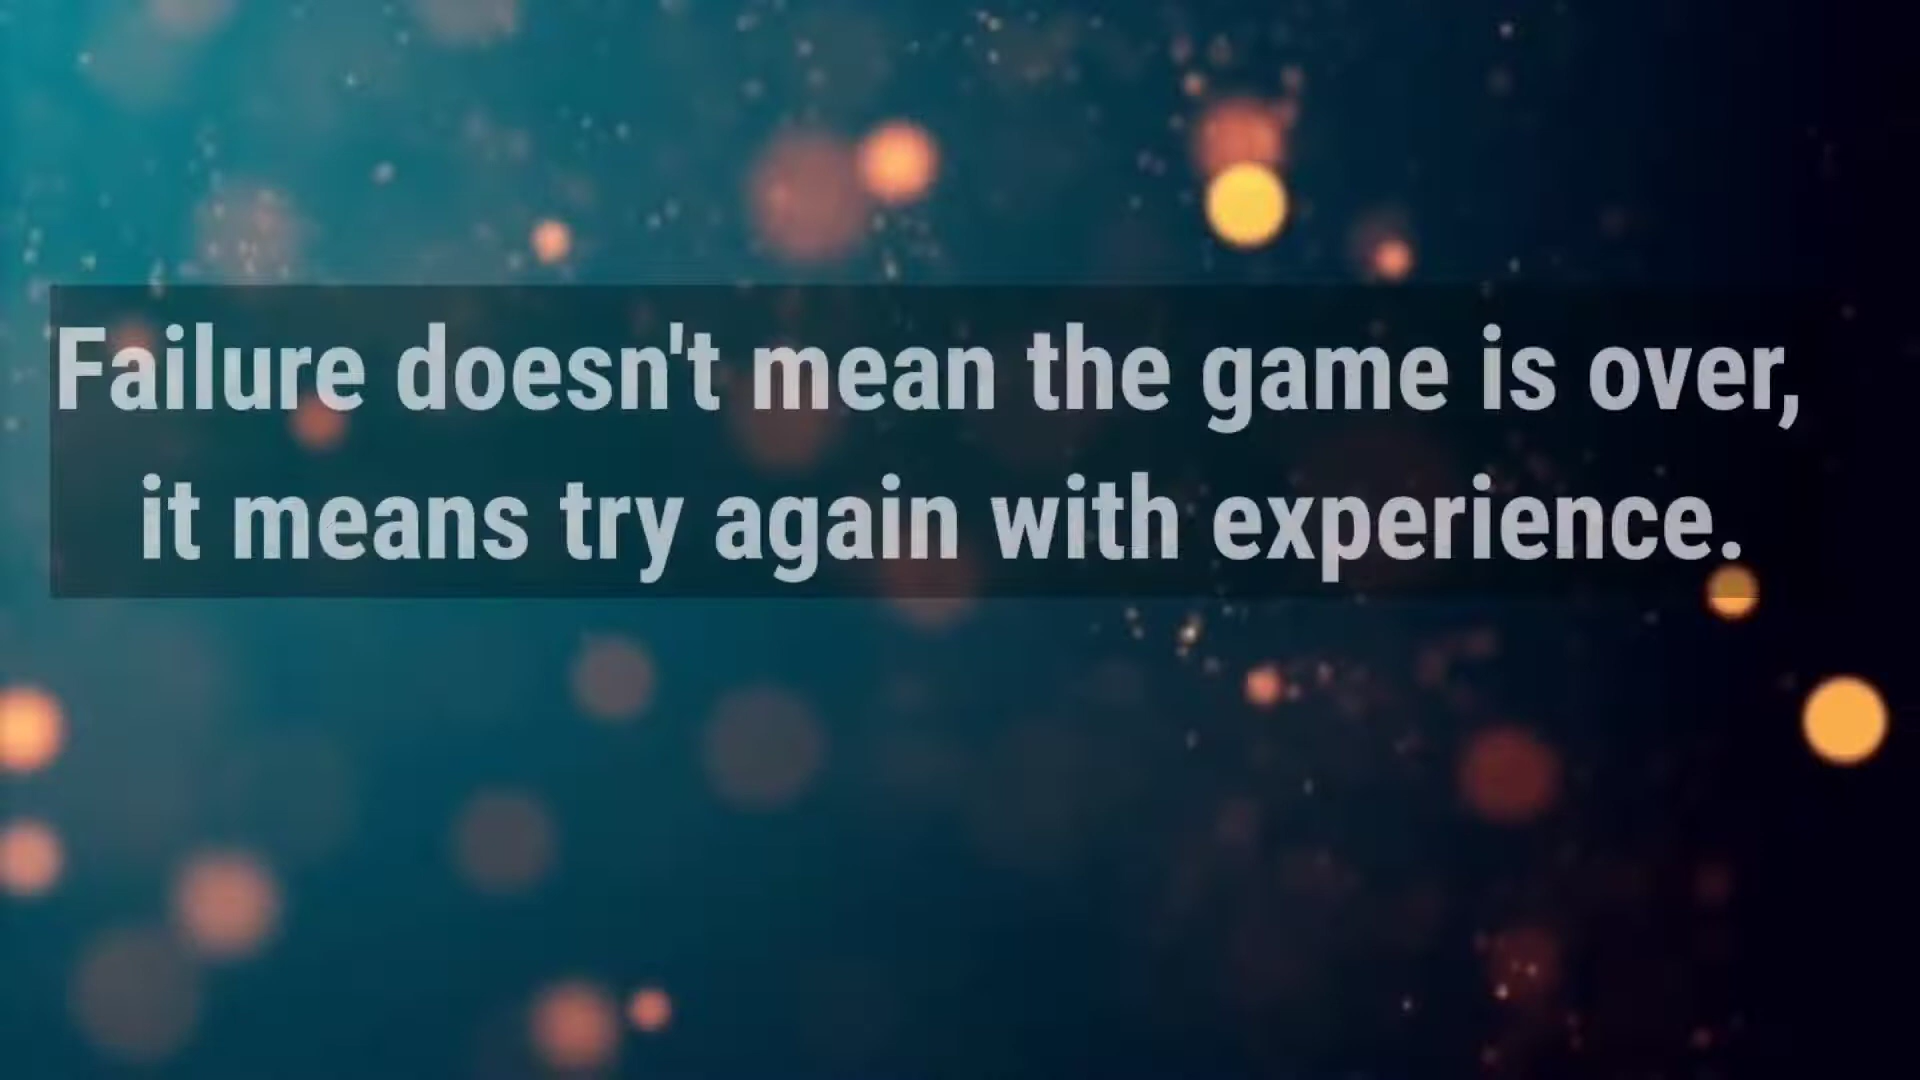 Failure doesn't mean the game is over,
it means try again with experience.